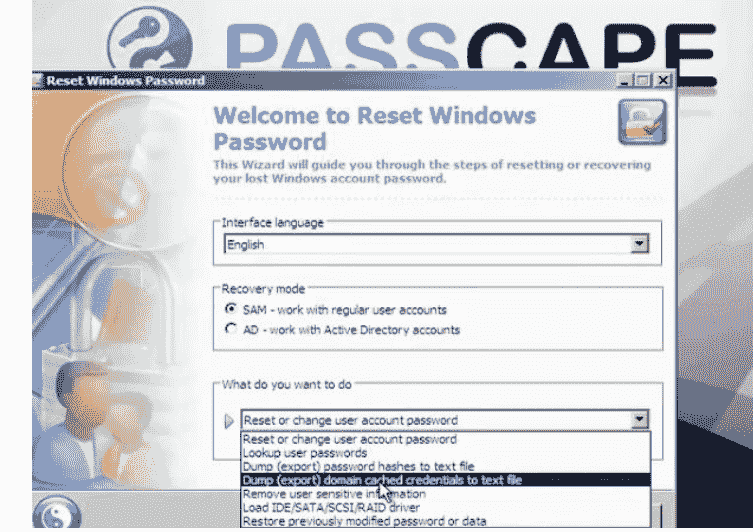 PASSCAPE
Reset Windows Password
Welcome to Reset Windows
Password
This Wizard will guide you through the steps of resetting or recovering
your lost Windows account password.
Interface language
English
Recovery mode
SAM - work with regular user accounts
AD - work with Active Directory accounts
What do you want to do
Reset or change user account password
Reset or change user account password
Lookup user passwords
Dump (export) password hashes to text file
Dump (export) domain cached credentials to text file
Remove user sensitive information
Load IDE/SATA/SCSI/RAID driver
Restore previously modified password or data